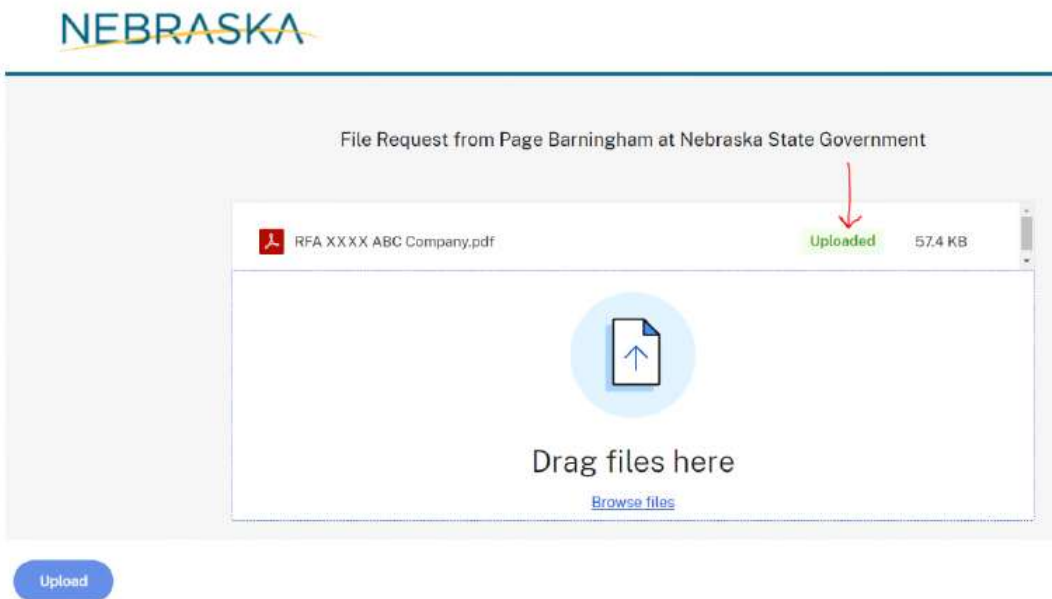 NEBRASKA
File Request from Page Barningham at Nebraska State Government
RFA XXXX ABC Company.pdf Uploaded 57.4 KB
Drag files here
Browse files
Upload